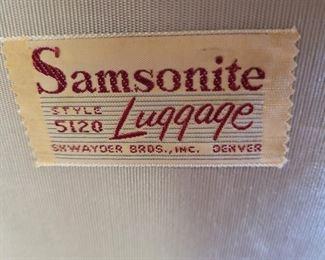 Samsonite
STYLE
5120 Luggage
SHWAYDER BROS., INC. DENVER